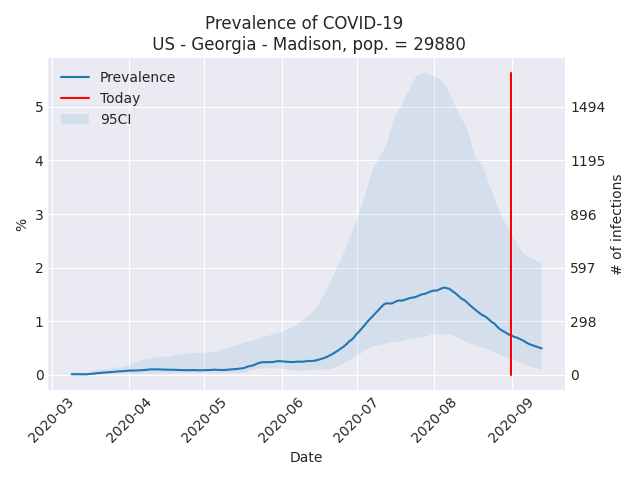 Prevalence of COVID-19
US - Georgia - Madison, pop. = 29880
Prevalence
Today
95CI
%
5
4
3
2
1
0
1494
1195
896
597
298
0
# of infections
2020-03
2020-04
2020-05
2020-06
2020-07
2020-08
2020-09
Date